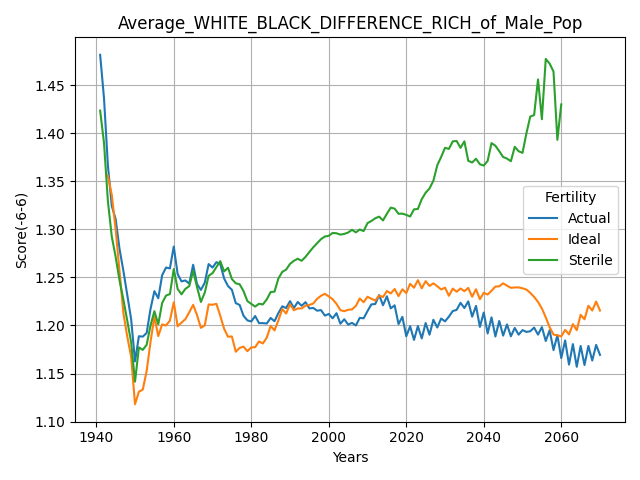 Average_WHITE_BLACK_DIFFERENCE_RICH_of_Male_Pop
Score(-6-6)
1.45
1.40
1.35
1.30
1.25
1.20
1.15
1.10
Fertility
Actual
Ideal
Sterile
1940
1960
1980
2000
2020
2040
2060
Years